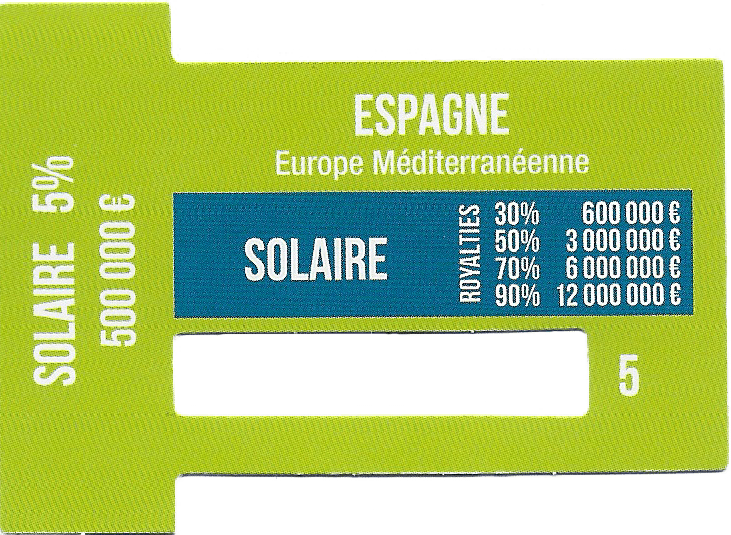 SOLAIRE 5%
500 000 €
ESPAGNE
Europe Méditerranéenne
SOLAIRE
ROYALTIES
30% 600 000 €
50% 3 000 000 €
70% 6 000 000 €
90% 12 000 000 €
5